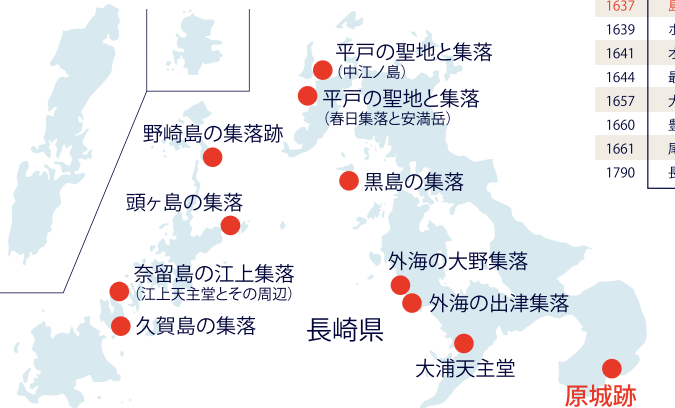 平戸の聖地と集落
(中江ノ島)
平戸の聖地と集落
(春日集落と安満岳)
野崎島の集落跡
黒島の集落
頭ヶ島の集落
奈留島の江上集落
(江上天主堂とその周辺)
久賀島の集落
外海の大野集落
外海の出津集落
長崎県
大浦天主堂
原城跡
1637
1639
1641
1644
1657
1660
1661
1790